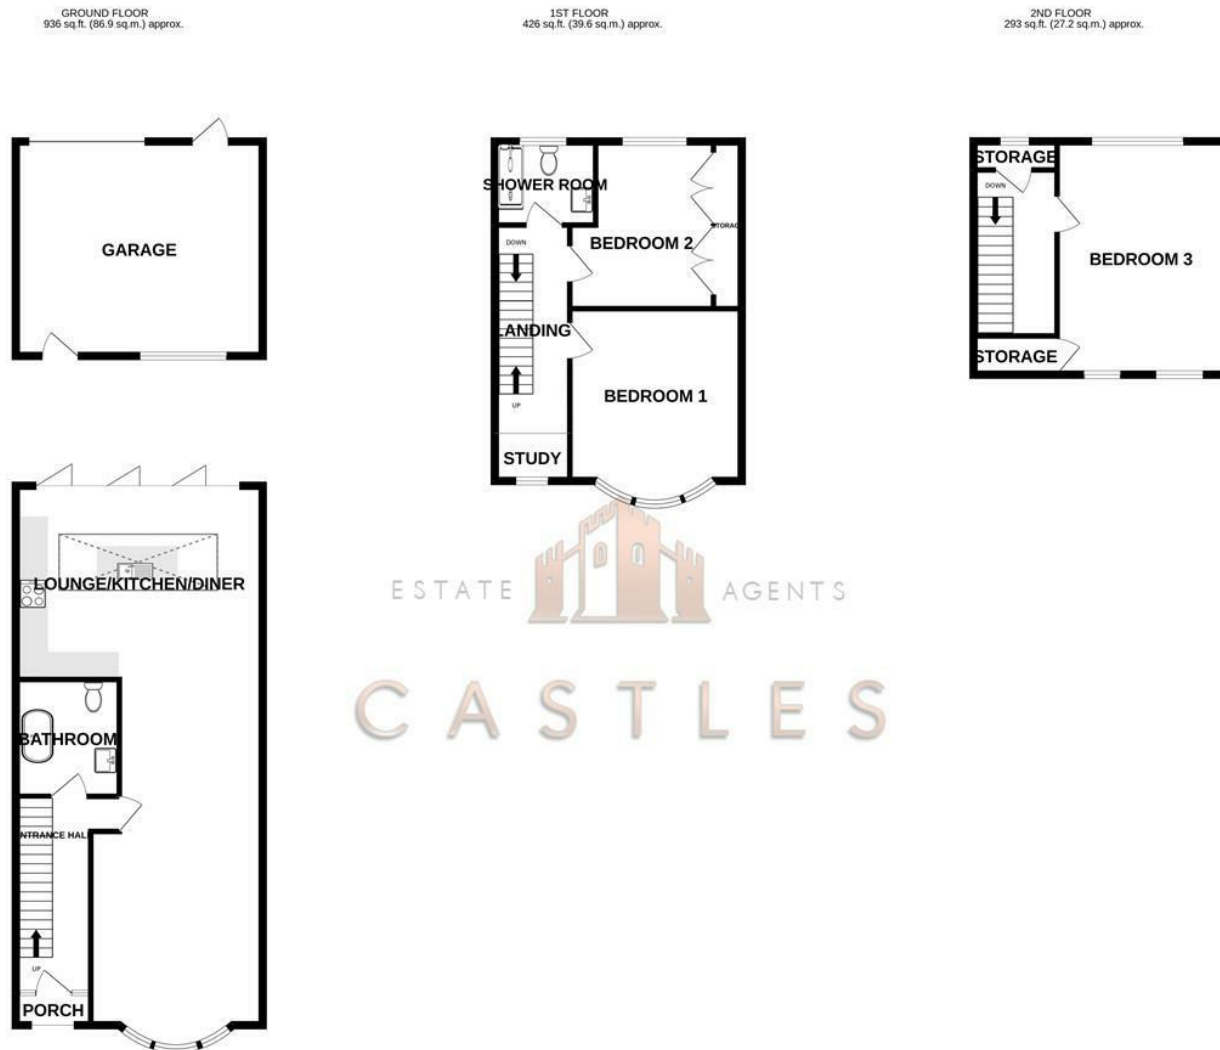 GROUND FLOOR
936 sq.ft. (86.9 sq.m.) approx.
1ST FLOOR
426 sq.ft. (39.6 sq.m.) approx.
2ND FLOOR
293 sq.ft. (27.2 sq.m.) approx.
GARAGE
SHOWER ROOM
DOWN
BEDROOM 2
STORAGE
LANDING
BEDROOM 1
UP
STUDY
STORAGE
DOWN
BEDROOM 3
STORAGE
LOUNGE/KITCHEN/DINER
BATHROOM
ENTRANCE HALL
UP
PORCH
ESTATE AGENTS
CASTLES